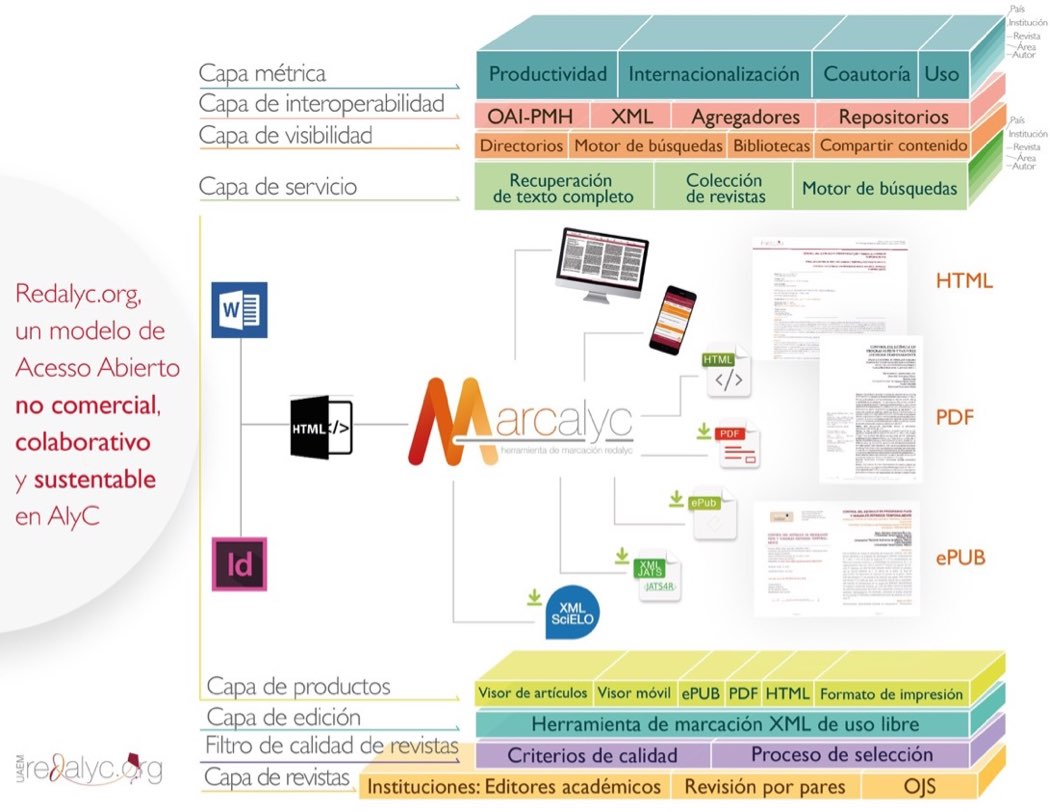 País
Institución
Revista
Área
Autor
Capa métrica
Productividad
Internacionalización
Coautoría
Uso
Capa de interoperabilidad
OAI-PMH
XML
Agregadores
Repositorios
Capa de visibilidad
Directorios
Motor de búsquedas
Bibliotecas
Compartir contenido
País
Institución
Revista
Área
Autor
Capa de servicio
Recuperación
de texto completo
Colección
de revistas
Motor de búsquedas
Redalyc.org,
un modelo de
Acesso Abierto
no comercial,
colaborativo
y sustentable
en AlyC
W
HTML </>
Id
Marcalyc
herramienta de marcación redalyc
HTML
</>
PDF
ePub
XML
JATS
JATS4R
XML
SciELO
HTML
PDF
ePUB
Capa de productos
Visor de artículos
Visor móvil
ePUB
PDF
HTML
Formato de impresión
Capa de edición
Herramienta de marcación XML de uso libre
Filtro de calidad de revistas
Criterios de calidad
Proceso de selección
Capa de revistas
Instituciones: Editores académicos
Revisión por pares
OJS
UAEM
redalyc.org